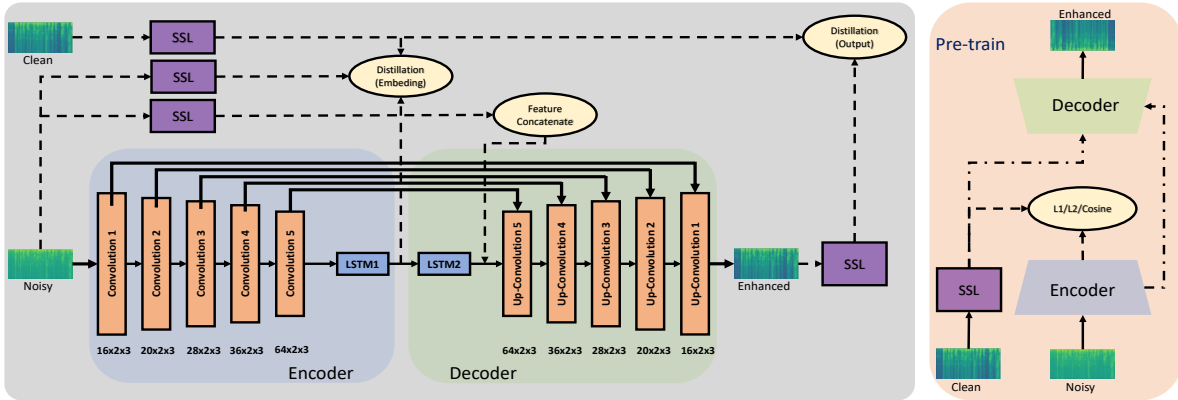 Clean
SSL
SSL
SSL
Distillation
(Embeding)
Distillation
(Output)
Feature
Concatenate
Noisy
Convolution 1
Convolution 2
Convolution 3
Convolution 4
Convolution 5
LSTM1
LSTM2
Up-Convolution 5
Up-Convolution 4
Up-Convolution 3
Up-Convolution 2
Up-Convolution 1
Enhanced
SSL
16x2x3
20x2x3
28x2x3
36x2x3
64x2x3
64x2x3
36x2x3
28x2x3
20x2x3
16x2x3
Encoder
Decoder
Enhanced
Pre-train
Decoder
L1/L2/Cosine
SSL
Encoder
Clean
Noisy